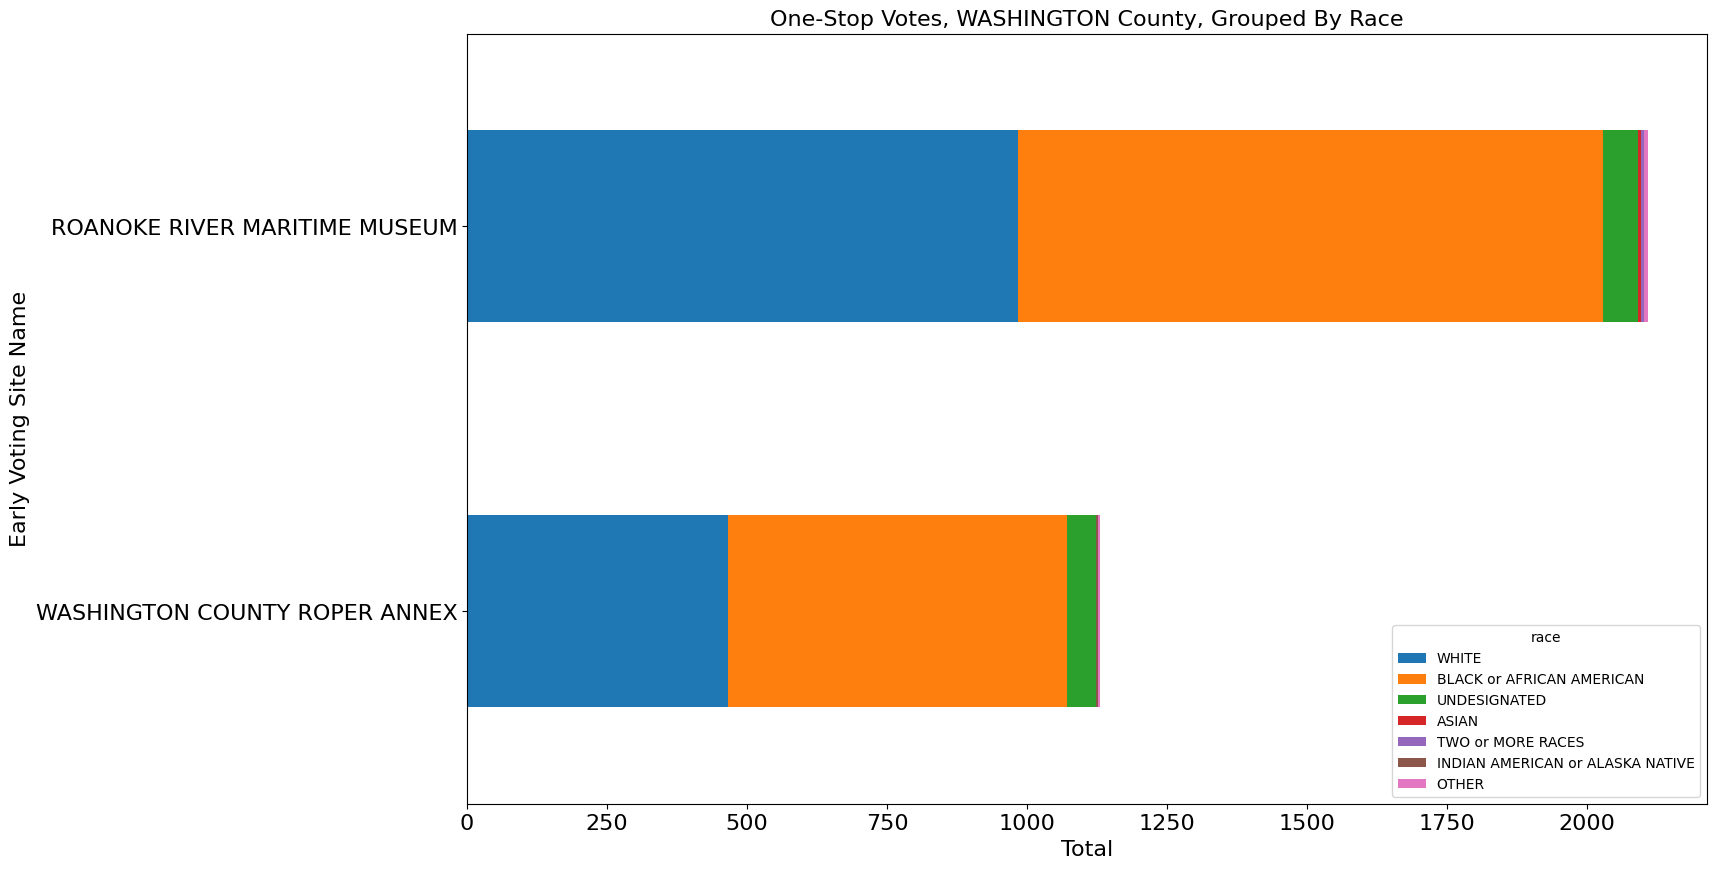 One-Stop Votes, WASHINGTON County, Grouped By Race
Early Voting Site Name
ROANOKE RIVER MARITIME MUSEUM
WASHINGTON COUNTY ROPER ANNEX
race
WHITE
BLACK or AFRICAN AMERICAN
UNDESIGNATED
ASIAN
TWO or MORE RACES
INDIAN AMERICAN or ALASKA NATIVE
OTHER
0 250 500 750 1000 1250 1500 1750 2000
Total